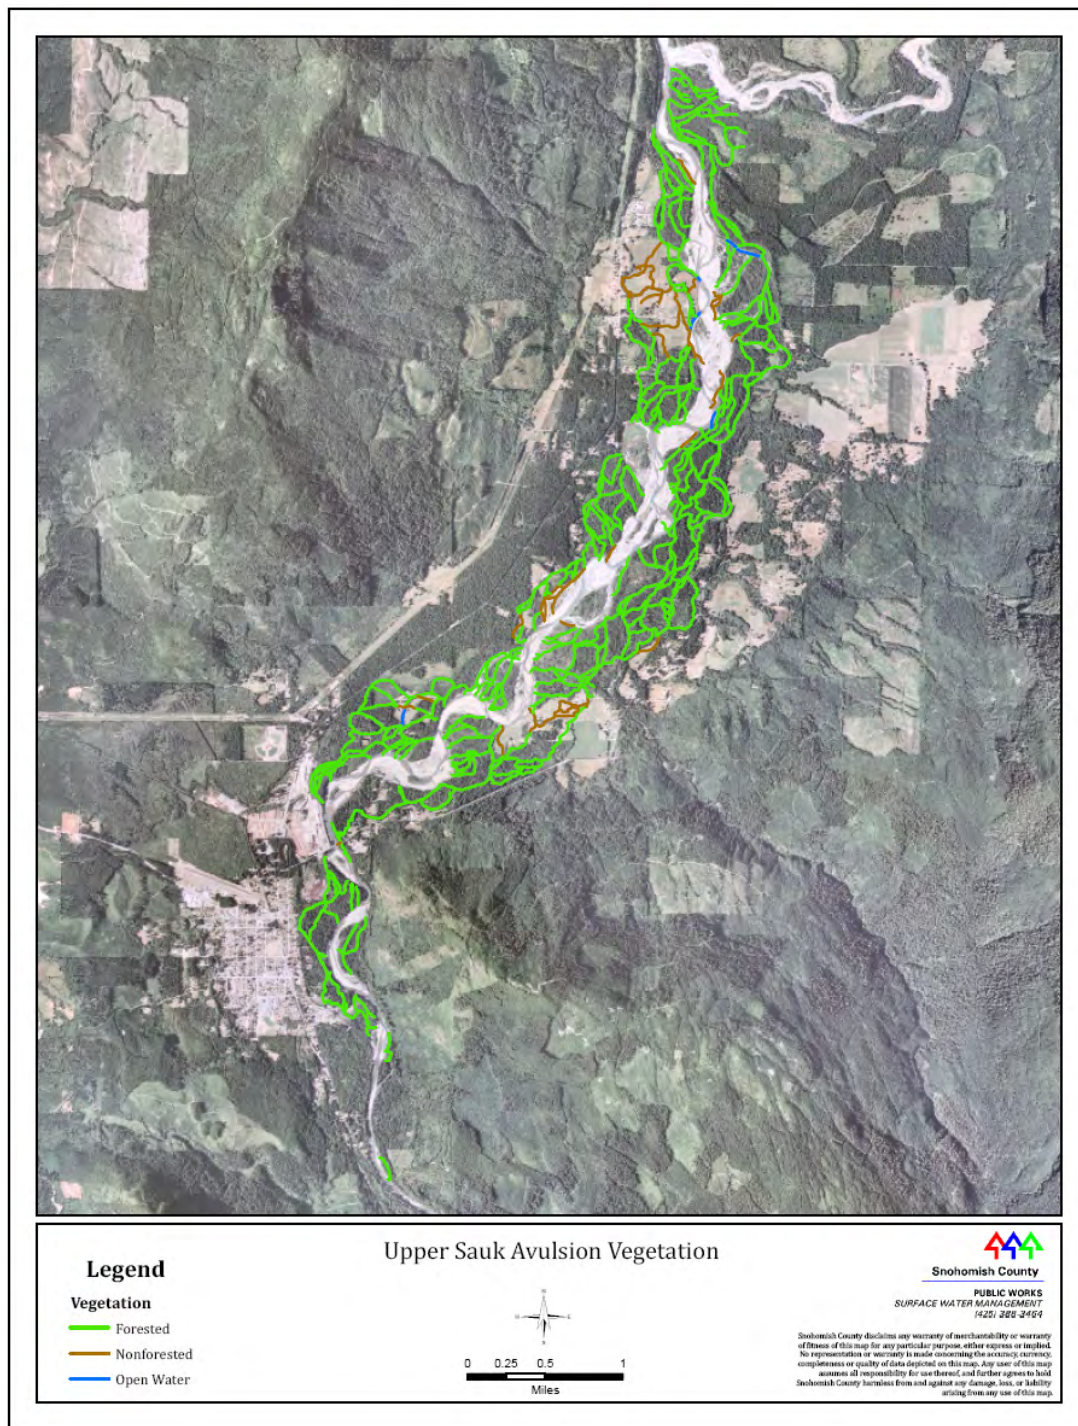 Upper Sauk Avulsion Vegetation
Legend
Vegetation
Forested
Nonforested
Open Water
N
W
E
S
0 0.25 0.5 1
Miles
Snohomish County
PUBLIC WORKS
SURFACE WATER MANAGEMENT
(425) 388-3464
Snohomish County disclaims any warranty of merchantability or warranty
of fitness of this map for any particular purpose, either express or implied.
No representation or warranty is made concerning the accuracy, currency,
completeness or quality of data depicted on this map. Any user of this map
assumes all responsibility for use thereof, and further agrees to hold
Snohomish County harmless from and against any damage, loss, or liability
arising from any use of this map.